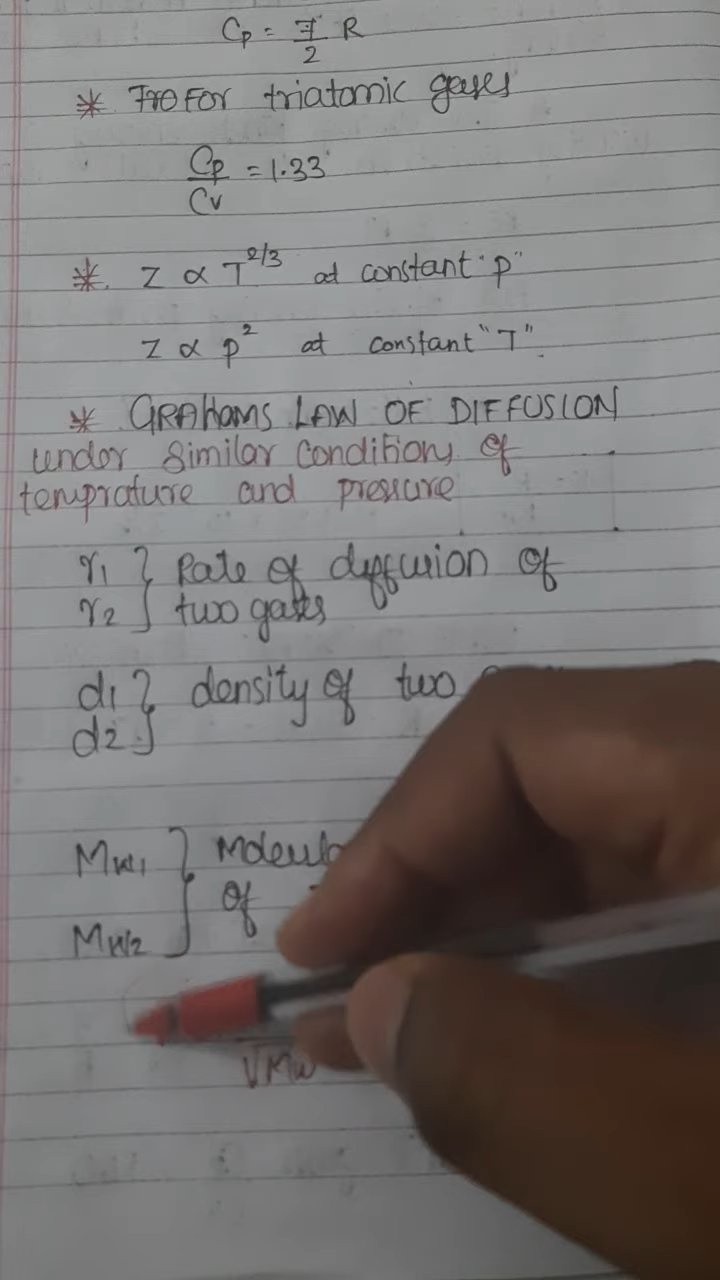 Cp = 7/2 R
* For triatomic gases
Cp/Cv = 1.33
*. Z ∝ T^2/3 at constant "p"
Z ∝ p^2 at constant "T".
* GRAHAMS LAW OF DIFFUSION
under similar conditions of
temprature and pressure
r1 } Rate of diffusion of
r2 } two gases
d1 } density of two
d2 }
Mw1 }
Mw2 } of
√Mw